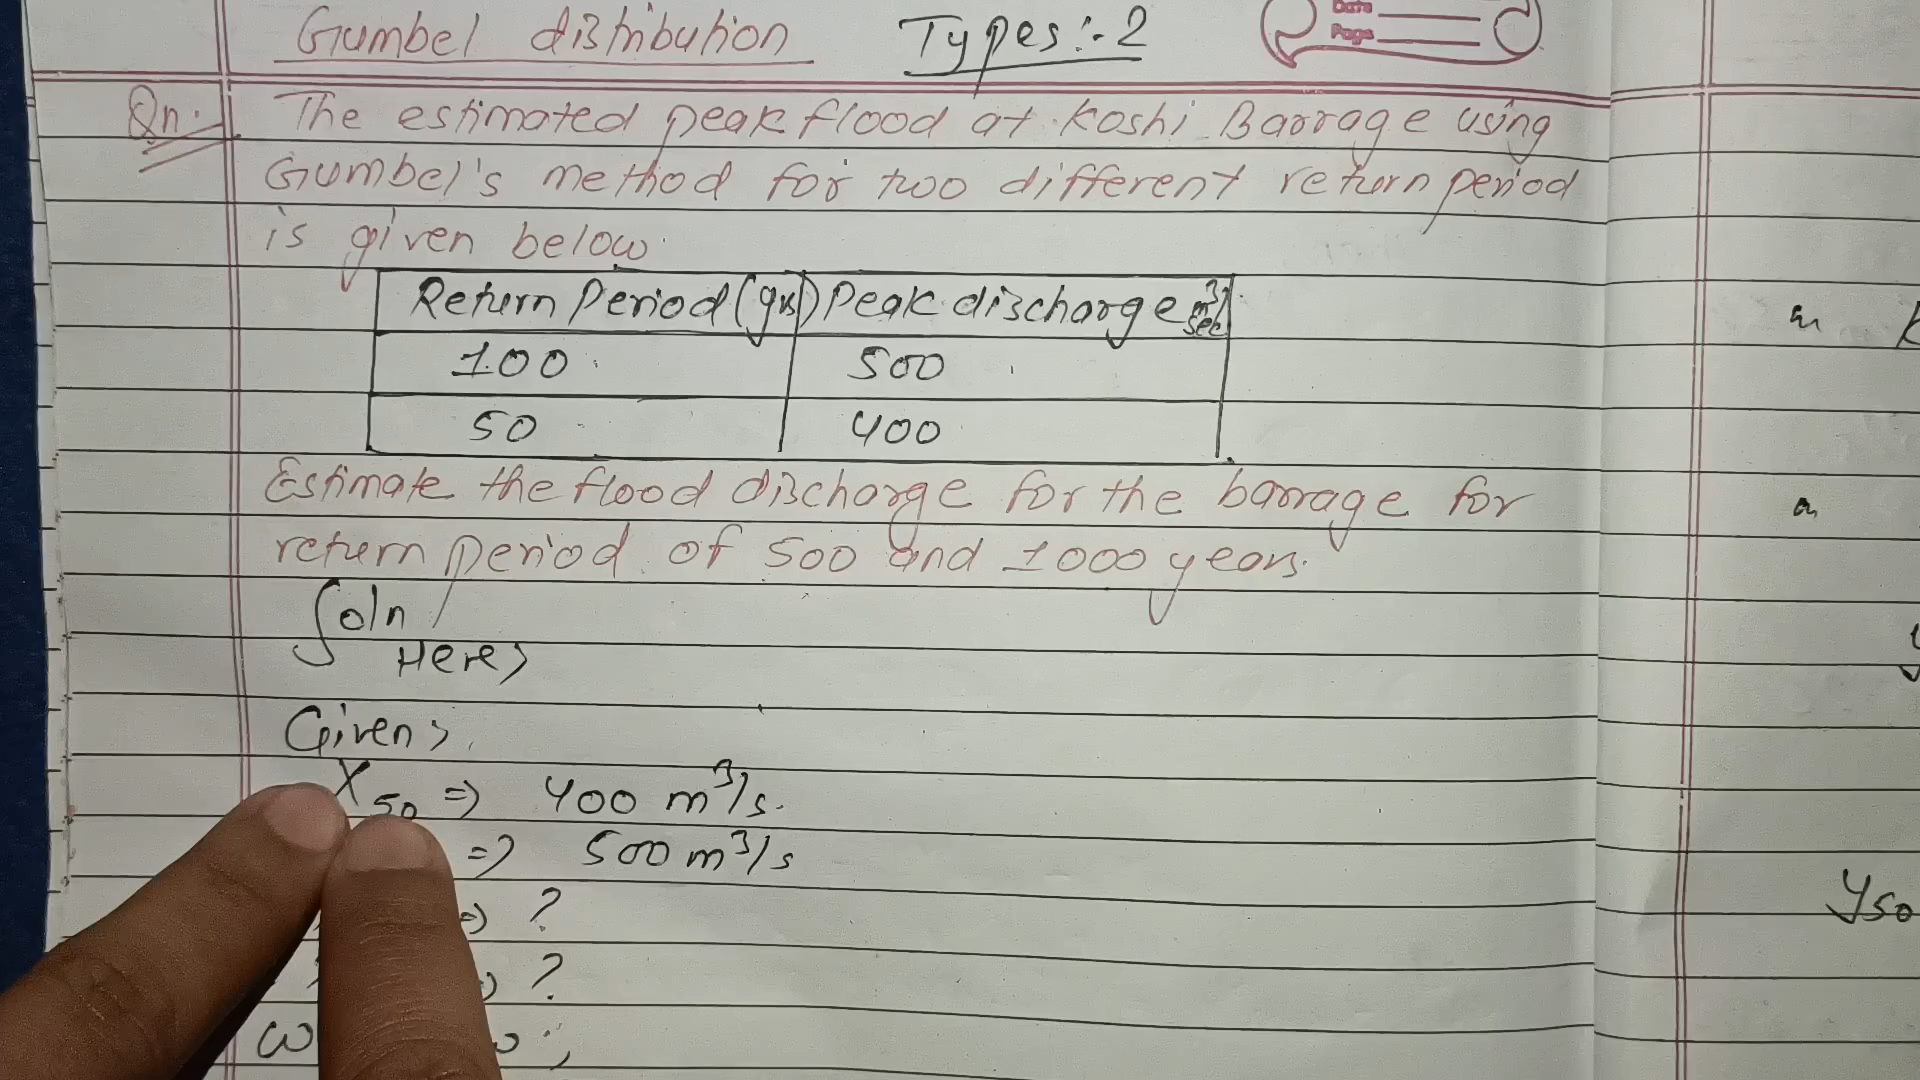 Gumbel distribution Types:-2
Date
Page
Qn. The estimated peak flood at Koshi Barrage using
Gumbel's method for two different return period
is given below.
Return Period (yrs) Peak discharge m³/sec
100 500
50 400
Estimate the flood discharge for the barrage for
return period of 500 and 1000 years.
Soln /
Here,
Given,
X50 => 400 m³/s.
=> 500 m³/s
=> ?
=> ?
y50